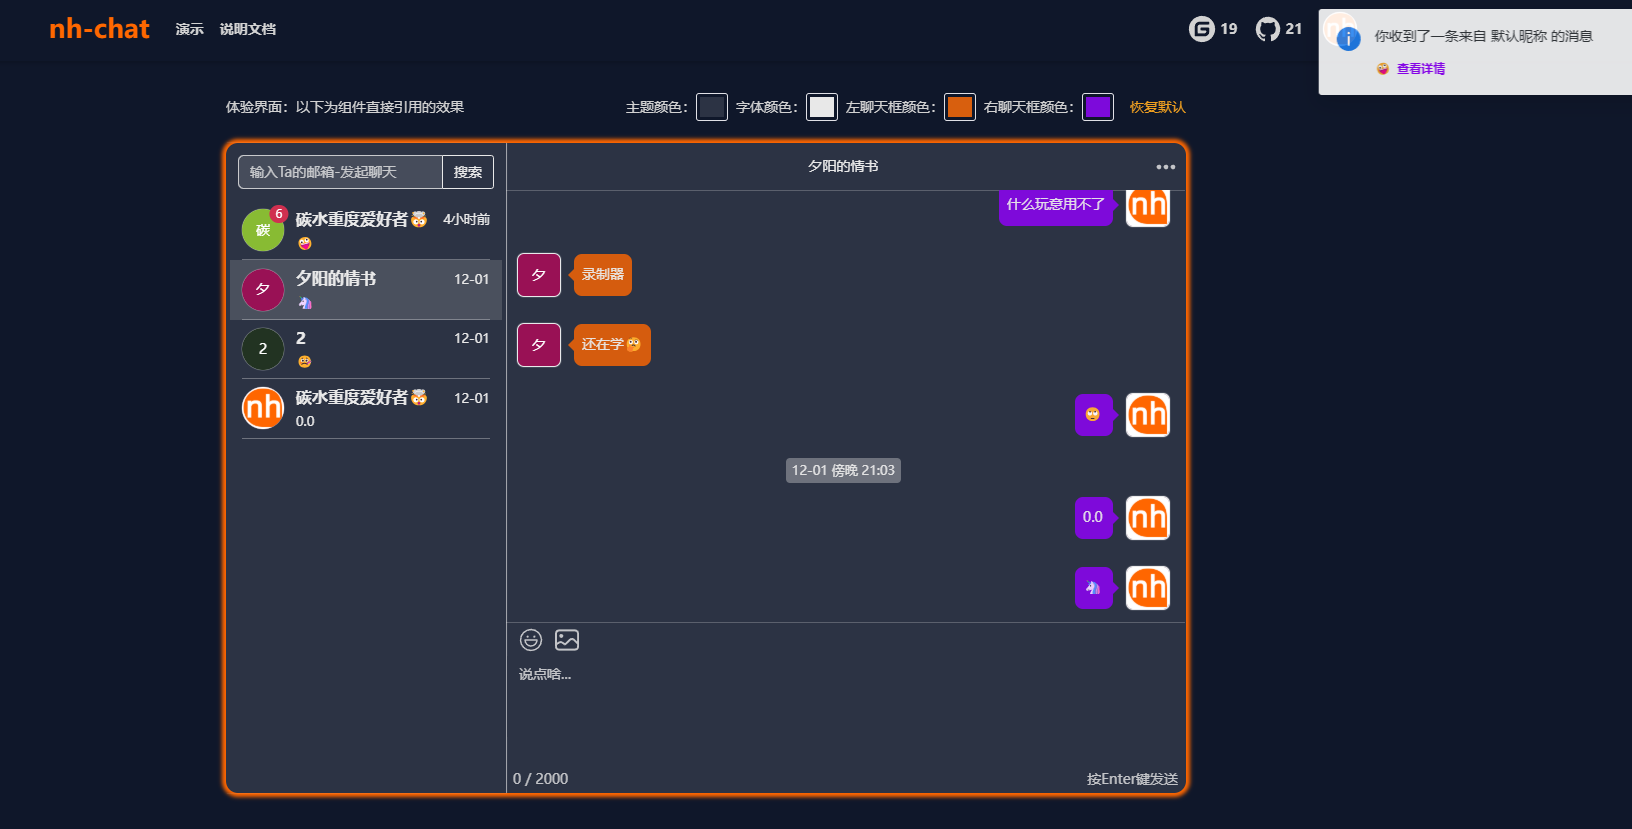 nh-chat 演示 说明文档 19 21
你收到了一条来自 默认昵称 的消息
🤪 查看详情
体验界面：以下为组件直接引用的效果 主题颜色： 字体颜色： 左聊天框颜色： 右聊天框颜色： 恢复默认
输入Ta的邮箱-发起聊天 搜索
碳 6 碳水重度爱好者🤯 4小时前
🤪
夕 夕阳的情书 12-01
🦄
2 2 12-01
😖
nh 碳水重度爱好者🤯 12-01
0.0
夕阳的情书
什么玩意用不了 nh
夕 录制器
夕 还在学🤔
🙄 nh
12-01 傍晚 21:03
0.0 nh
🦄 nh
说点啥...
0 / 2000 按Enter键发送